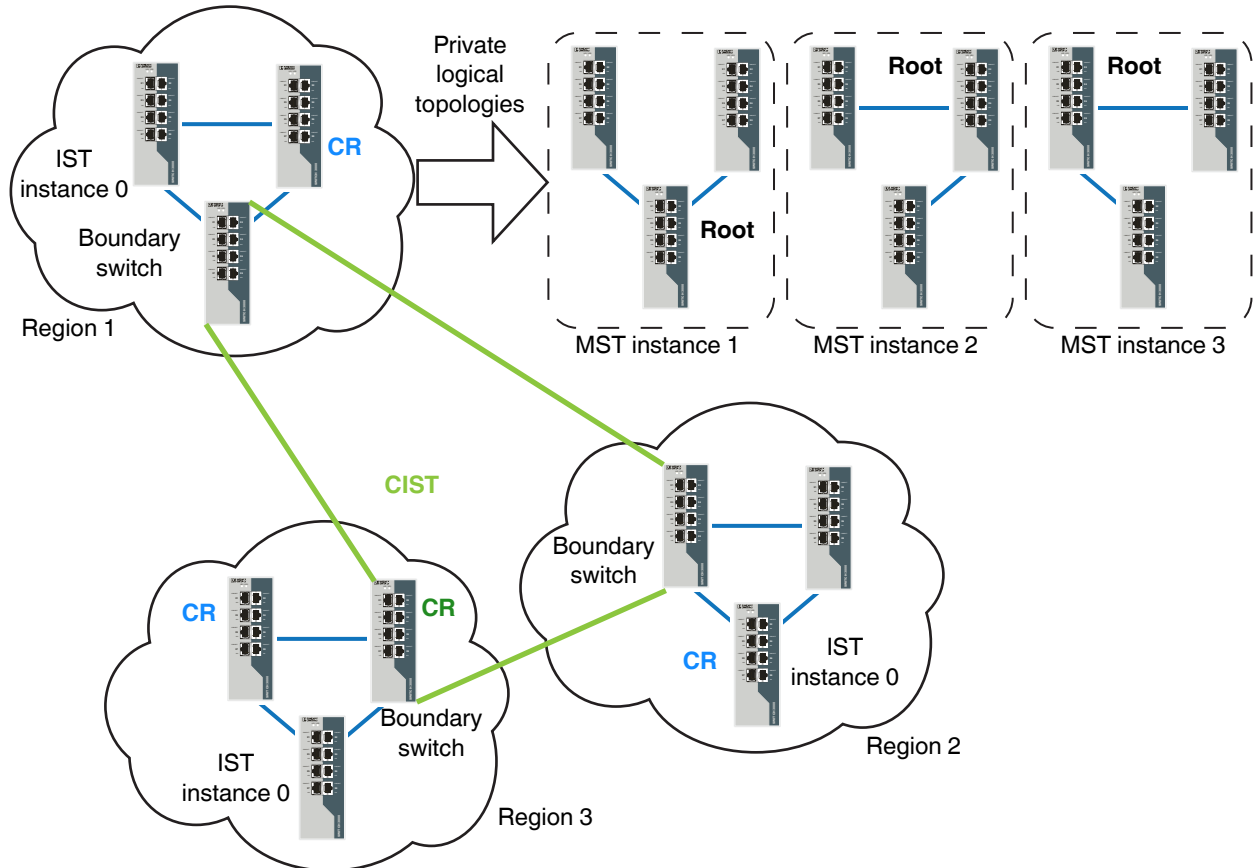 Private
logical
topologies
CR
IST
instance 0
Boundary
switch
Region 1
Root
MST instance 1
Root
MST instance 2
Root
MST instance 3
CIST
Boundary
switch
CR
IST
instance 0
Region 2
CR
CR
Boundary
switch
IST
instance 0
Region 3